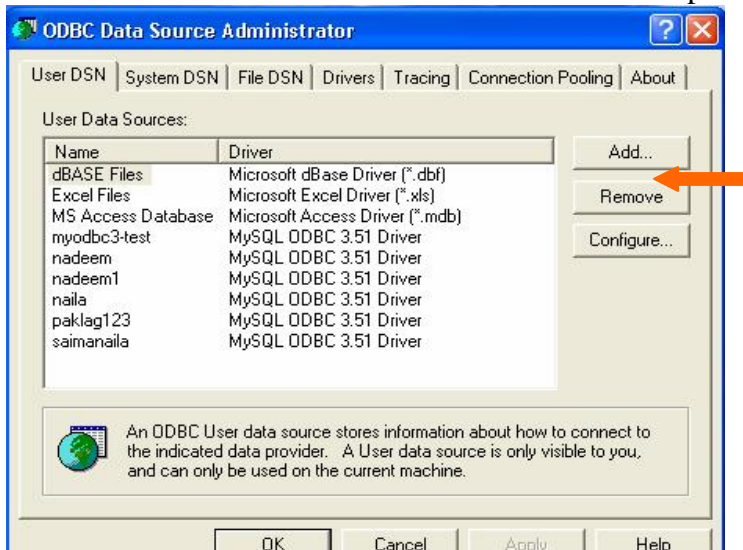 ODBC Data Source Administrator
User DSN System DSN File DSN Drivers Tracing Connection Pooling About
User Data Sources:
Name Driver
dBASE Files Microsoft dBase Driver (*.dbf)
Excel Files Microsoft Excel Driver (*.xls)
MS Access Database Microsoft Access Driver (*.mdb)
myodbc3-test MySQL ODBC 3.51 Driver
nadeem MySQL ODBC 3.51 Driver
nadeem1 MySQL ODBC 3.51 Driver
naila MySQL ODBC 3.51 Driver
paklag123 MySQL ODBC 3.51 Driver
saimanaila MySQL ODBC 3.51 Driver
Add...
Remove
Configure...
An ODBC User data source stores information about how to connect to
the indicated data provider. A User data source is only visible to you,
and can only be used on the current machine.
OK Cancel Apply Help